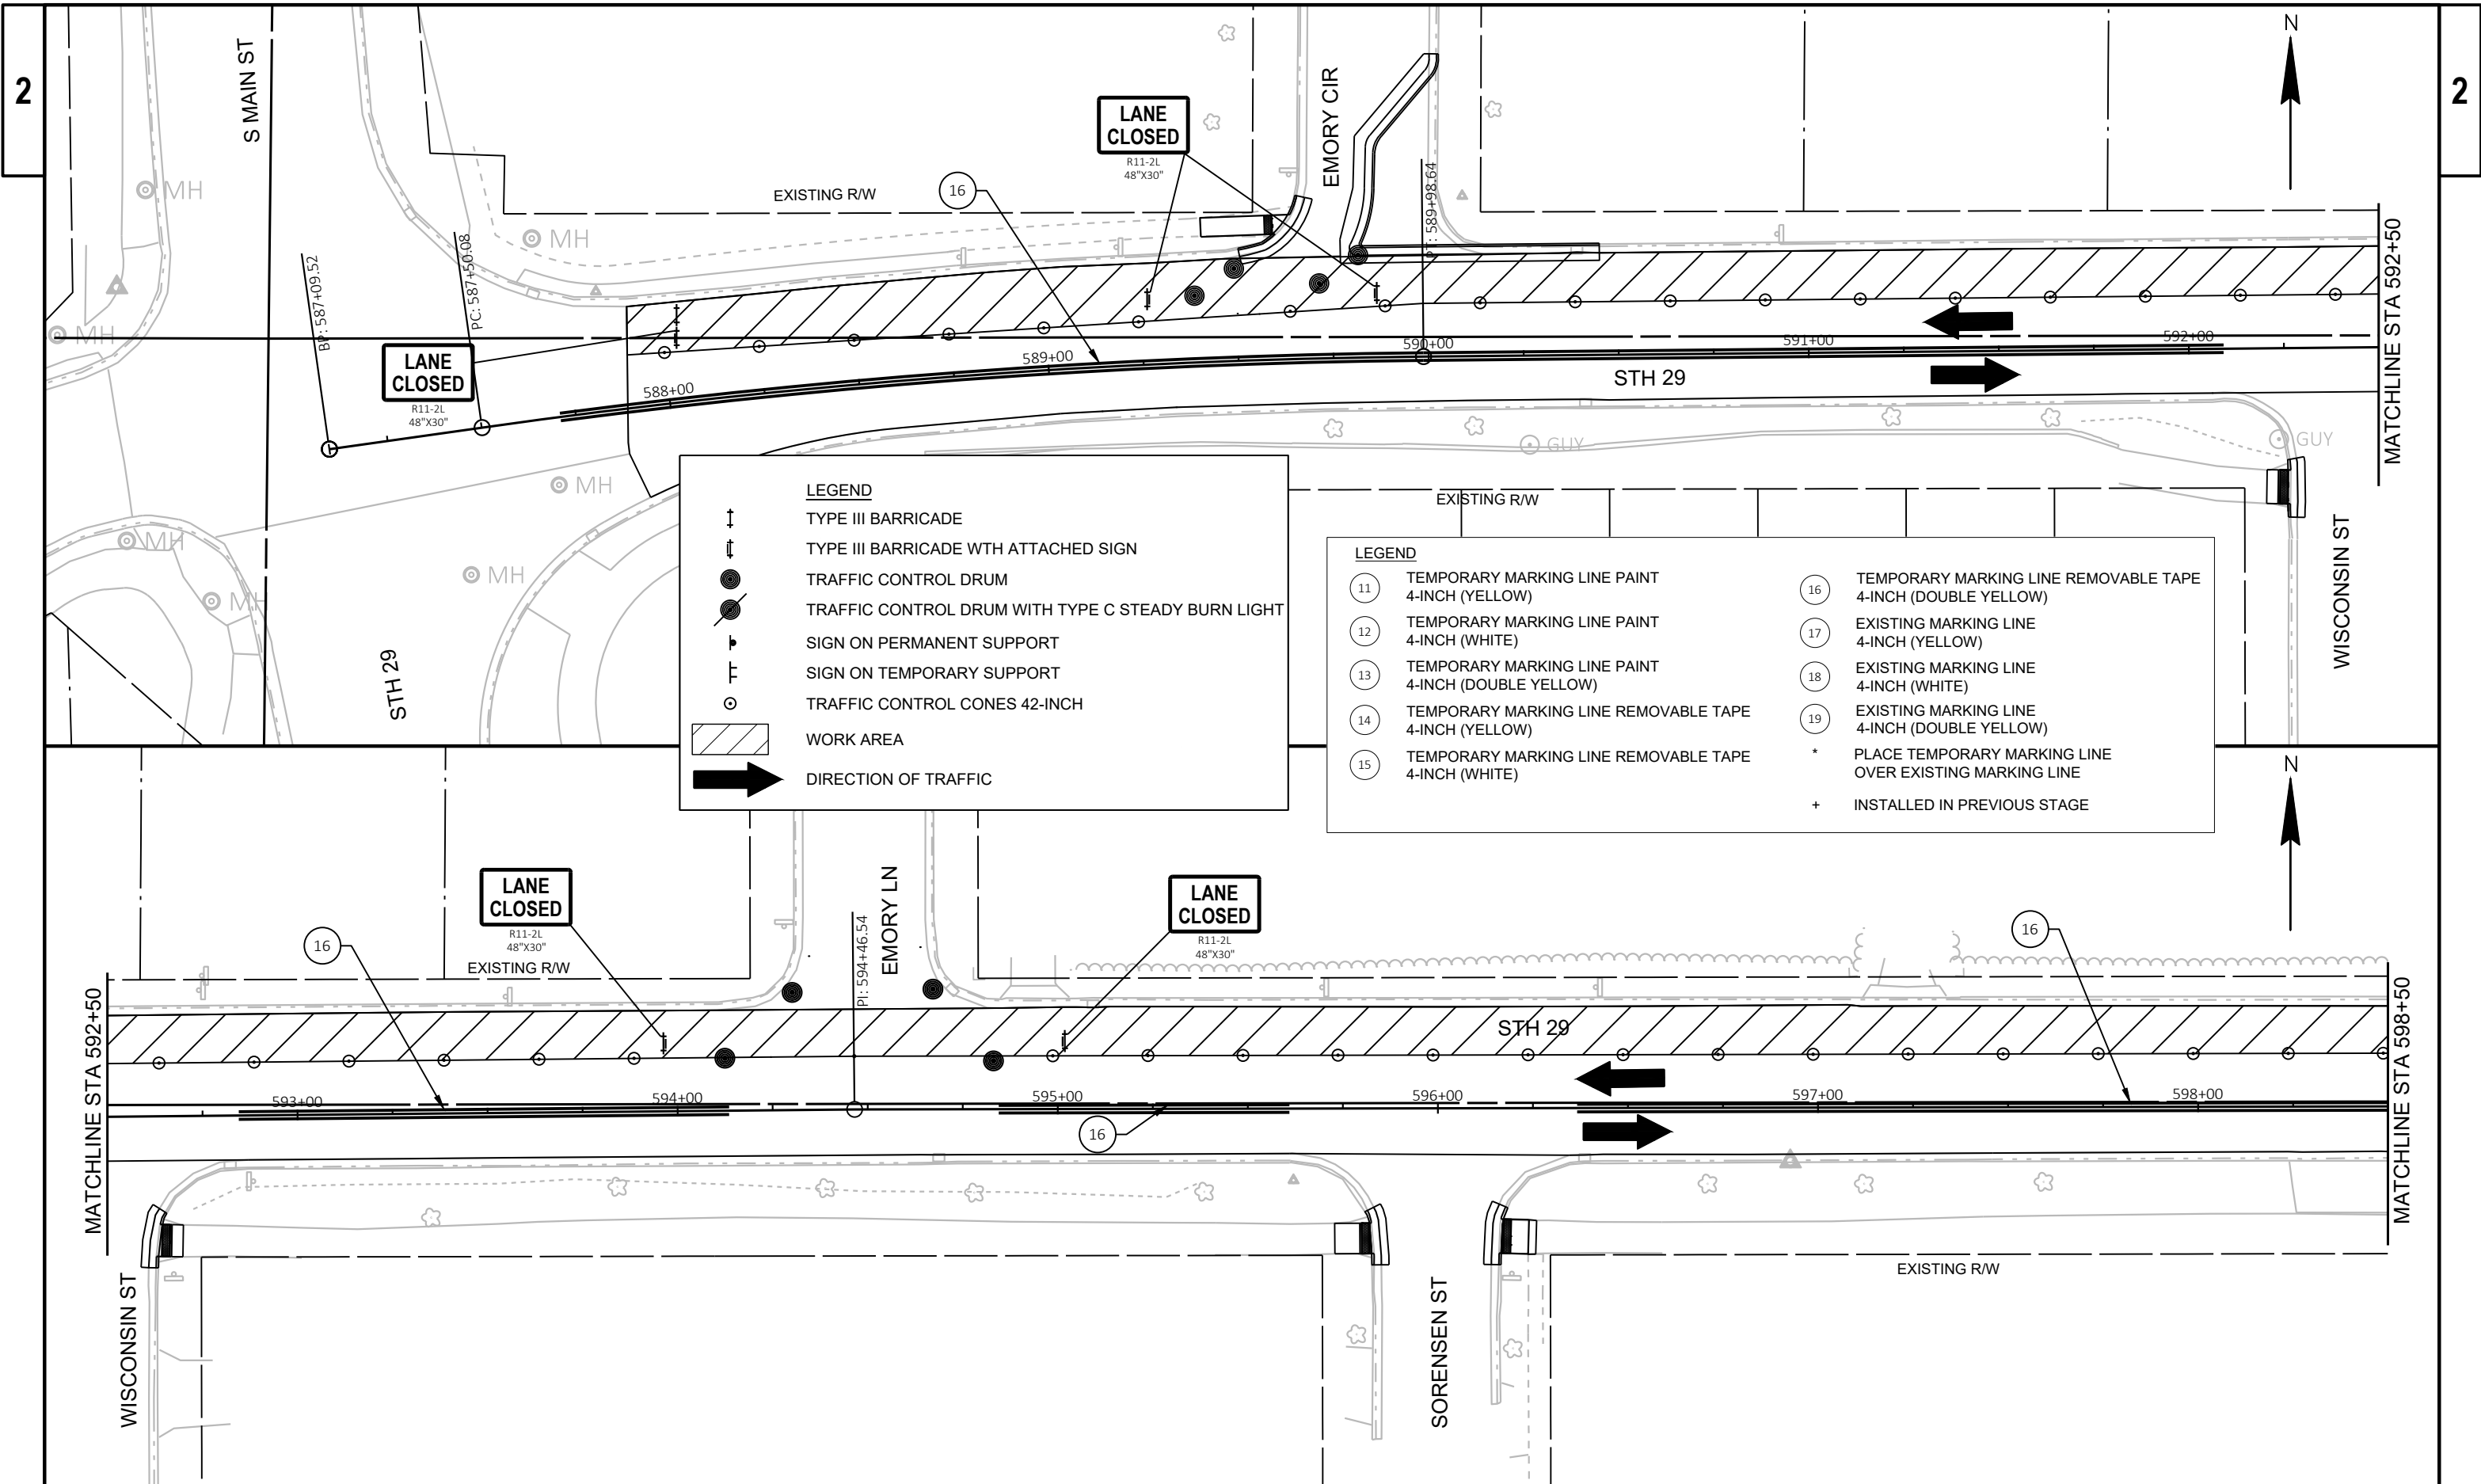 2
2
S MAIN ST
N
LANE
CLOSED
R11-2L
48"X30"
EMORY CIR
EXISTING R/W
16
PT: 589+98.64
MH
MH
BP: 587+09.52
PC: 587+50.08
MATCHLINE STA 592+50
MH
LANE
CLOSED
R11-2L
48"X30"
588+00
589+00
590+00
591+00
592+00
STH 29
GUY
GUY
MH
MH
MH
MH
EXISTING R/W
STH 29
WISCONSIN ST
LEGEND
TYPE III BARRICADE
TYPE III BARRICADE WTH ATTACHED SIGN
TRAFFIC CONTROL DRUM
TRAFFIC CONTROL DRUM WITH TYPE C STEADY BURN LIGHT
SIGN ON PERMANENT SUPPORT
SIGN ON TEMPORARY SUPPORT
TRAFFIC CONTROL CONES 42-INCH
WORK AREA
DIRECTION OF TRAFFIC
LEGEND
11 TEMPORARY MARKING LINE PAINT
4-INCH (YELLOW)
12 TEMPORARY MARKING LINE PAINT
4-INCH (WHITE)
13 TEMPORARY MARKING LINE PAINT
4-INCH (DOUBLE YELLOW)
14 TEMPORARY MARKING LINE REMOVABLE TAPE
4-INCH (YELLOW)
15 TEMPORARY MARKING LINE REMOVABLE TAPE
4-INCH (WHITE)
16 TEMPORARY MARKING LINE REMOVABLE TAPE
4-INCH (DOUBLE YELLOW)
17 EXISTING MARKING LINE
4-INCH (YELLOW)
18 EXISTING MARKING LINE
4-INCH (WHITE)
19 EXISTING MARKING LINE
4-INCH (DOUBLE YELLOW)
* PLACE TEMPORARY MARKING LINE
OVER EXISTING MARKING LINE
+ INSTALLED IN PREVIOUS STAGE
N
LANE
CLOSED
R11-2L
48"X30"
EMORY LN
PI: 594+46.54
LANE
CLOSED
R11-2L
48"X30"
16
16
EXISTING R/W
MATCHLINE STA 592+50
STH 29
MATCHLINE STA 598+50
593+00
594+00
595+00
596+00
597+00
598+00
16
WISCONSIN ST
SORENSEN ST
EXISTING R/W